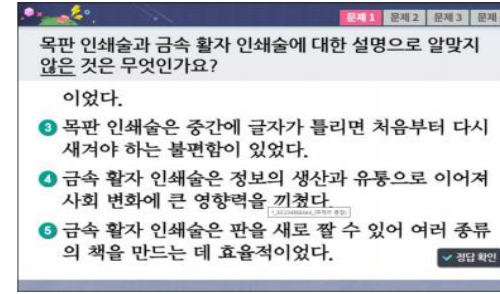 문제 1 문제 2 문제 3 문제
목판 인쇄술과 금속 활자 인쇄술에 대한 설명으로 알맞지
않은 것은 무엇인가요?
이었다.
3 목판 인쇄술은 중간에 글자가 틀리면 처음부터 다시
새겨야 하는 불편함이 있었다.
4 금속 활자 인쇄술은 정보의 생산과 유통으로 이어져
사회 변화에 큰 영향력을 끼쳤다.
5 금속 활자 인쇄술은 판을 새로 짤 수 있어 여러 종류
의 책을 만드는 데 효율적이었다.
정답 확인